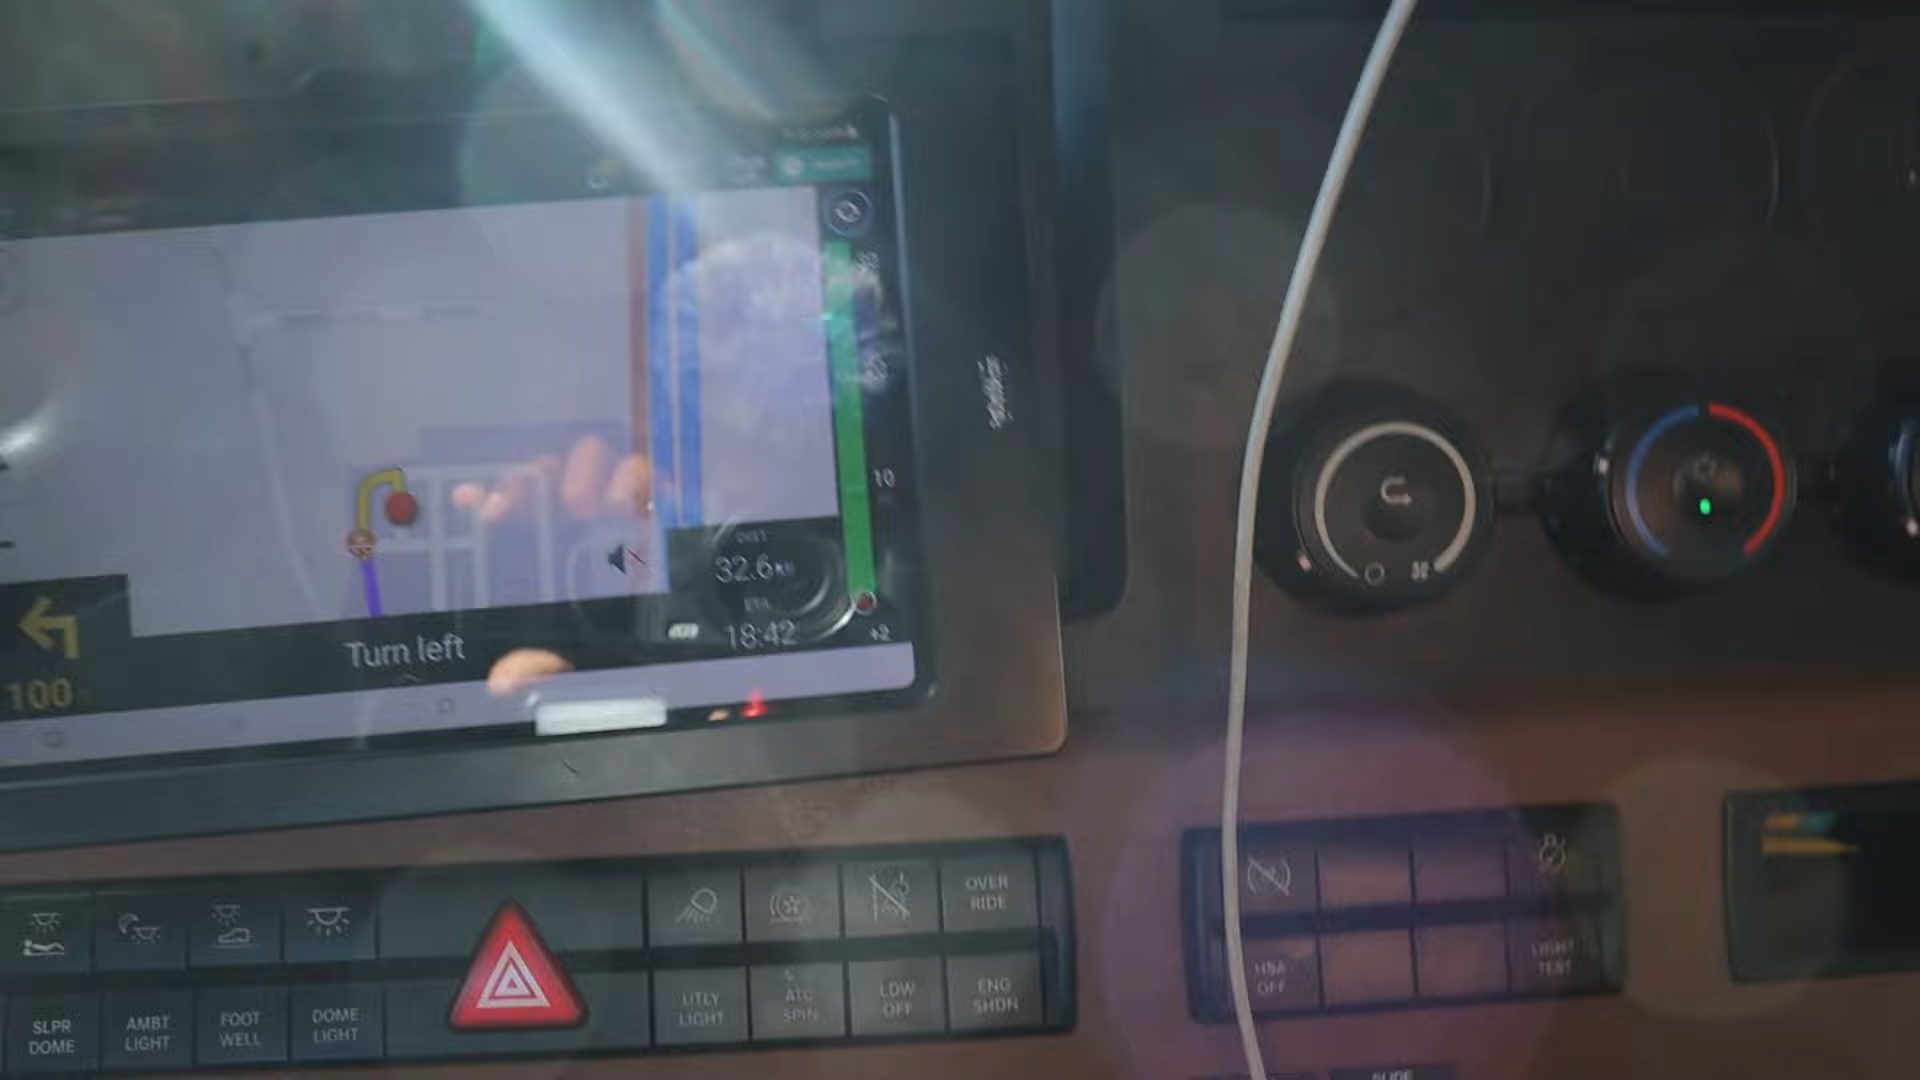 10
DIST
32.6
ETA
18:42
+2
Turn left
100
OVER
RIDE
SLPR
DOME
AMBT
LIGHT
FOOT
WELL
DOME
LIGHT
UTLY
LIGHT
ATC
SPIN
LDW
OFF
ENG
SHDN
HSA
OFF
LIGHT
TEST